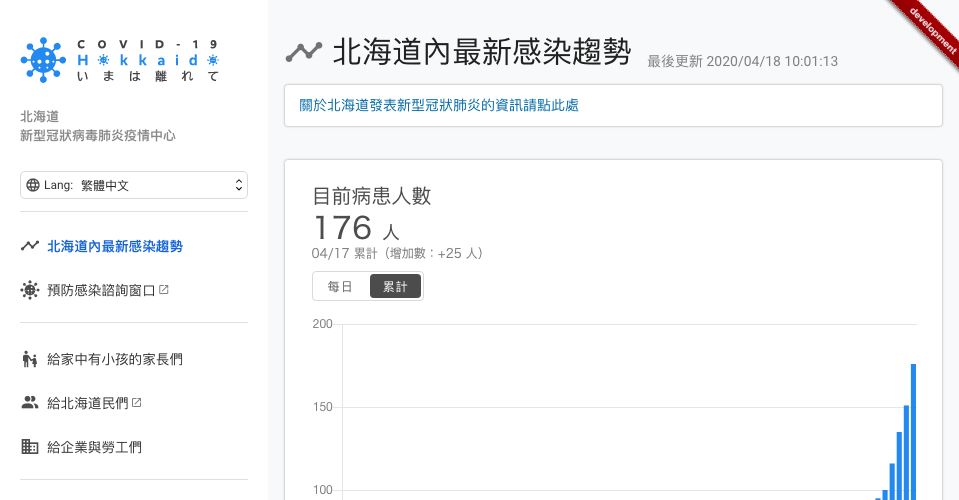 COVID-19
Hokkaido
いまは離れて
北海道
新型冠狀病毒肺炎疫情中心
Lang: 繁體中文
北海道內最新感染趨勢
預防感染諮詢窗口
給家中有小孩的家長們
給北海道民們
給企業與勞工們
北海道內最新感染趨勢
最後更新 2020/04/18 10:01:13
development
關於北海道發表新型冠狀肺炎的資訊請點此處
目前病患人數
176 人
04/17 累計（增加數：+25 人）
每日 累計
200
150
100